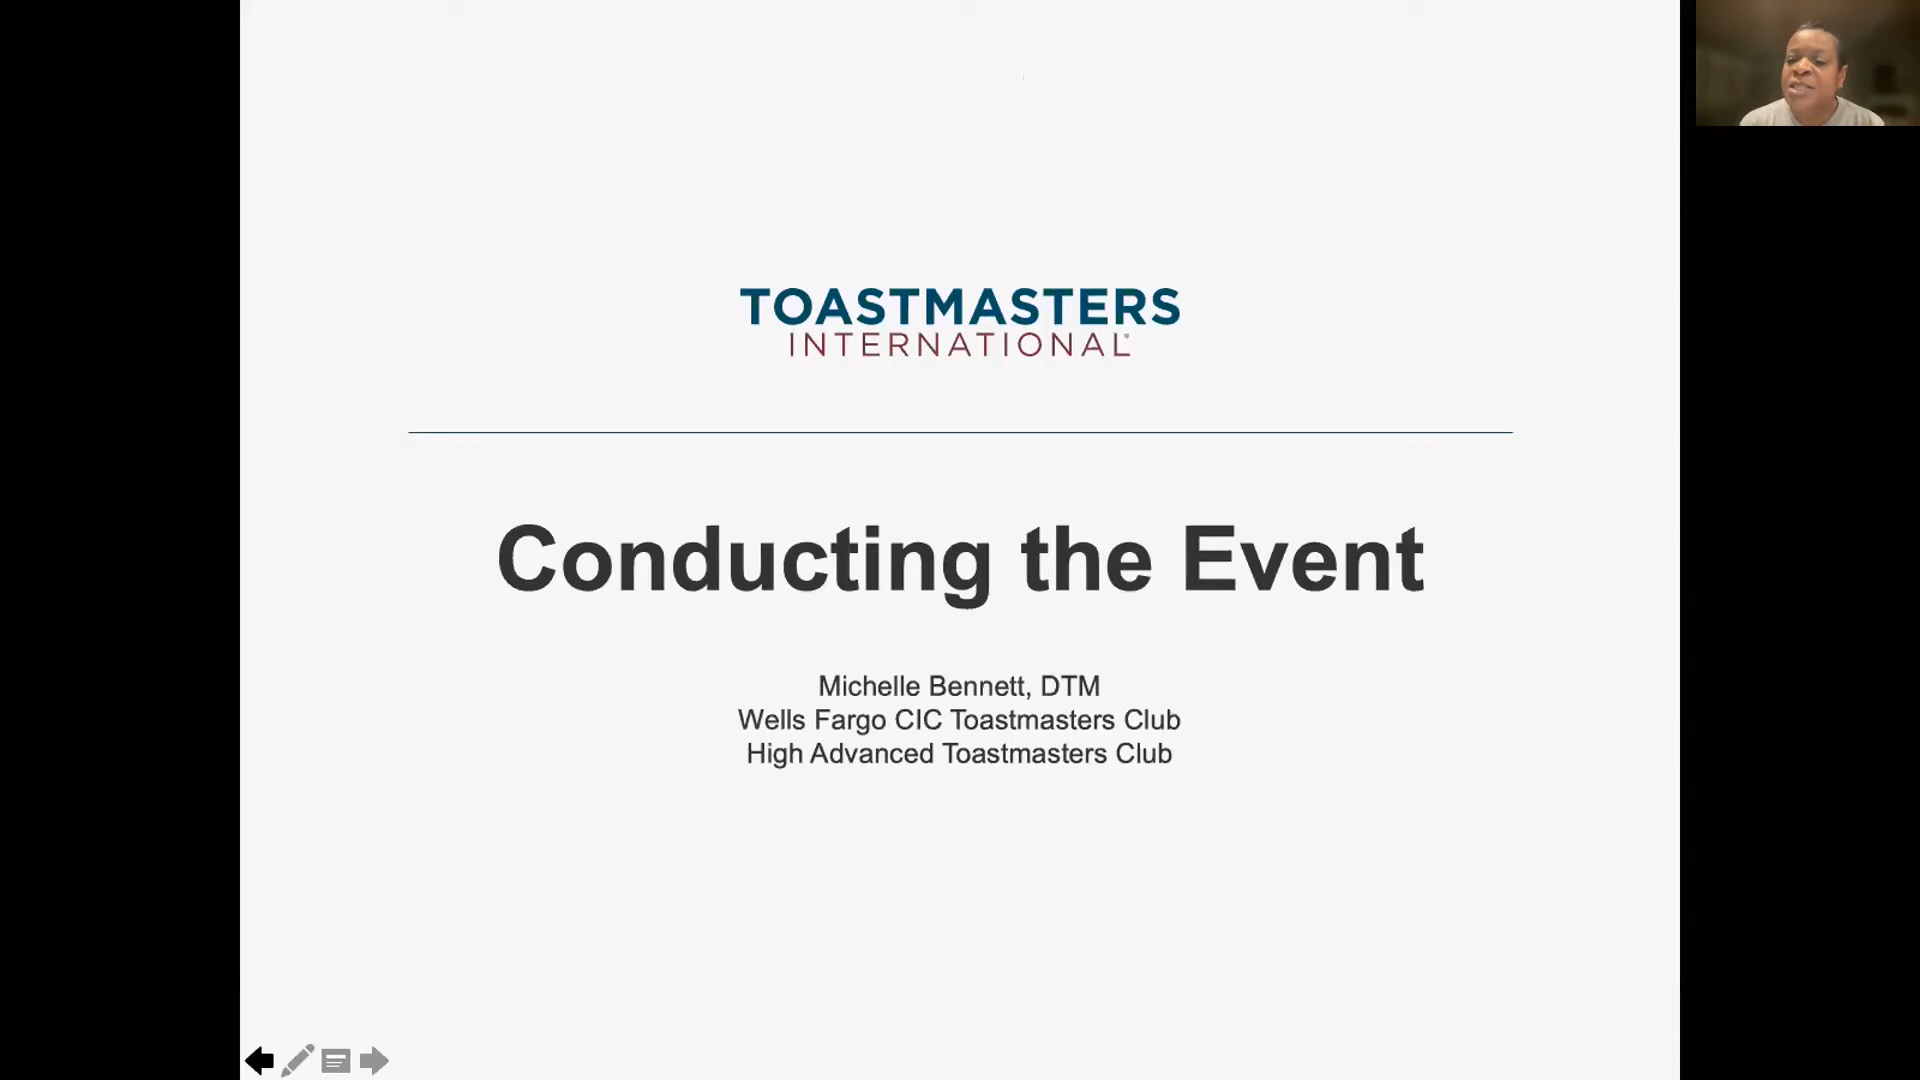 TOASTMASTERS
INTERNATIONAL
Conducting the Event
Michelle Bennett, DTM
Wells Fargo CIC Toastmasters Club
High Advanced Toastmasters Club